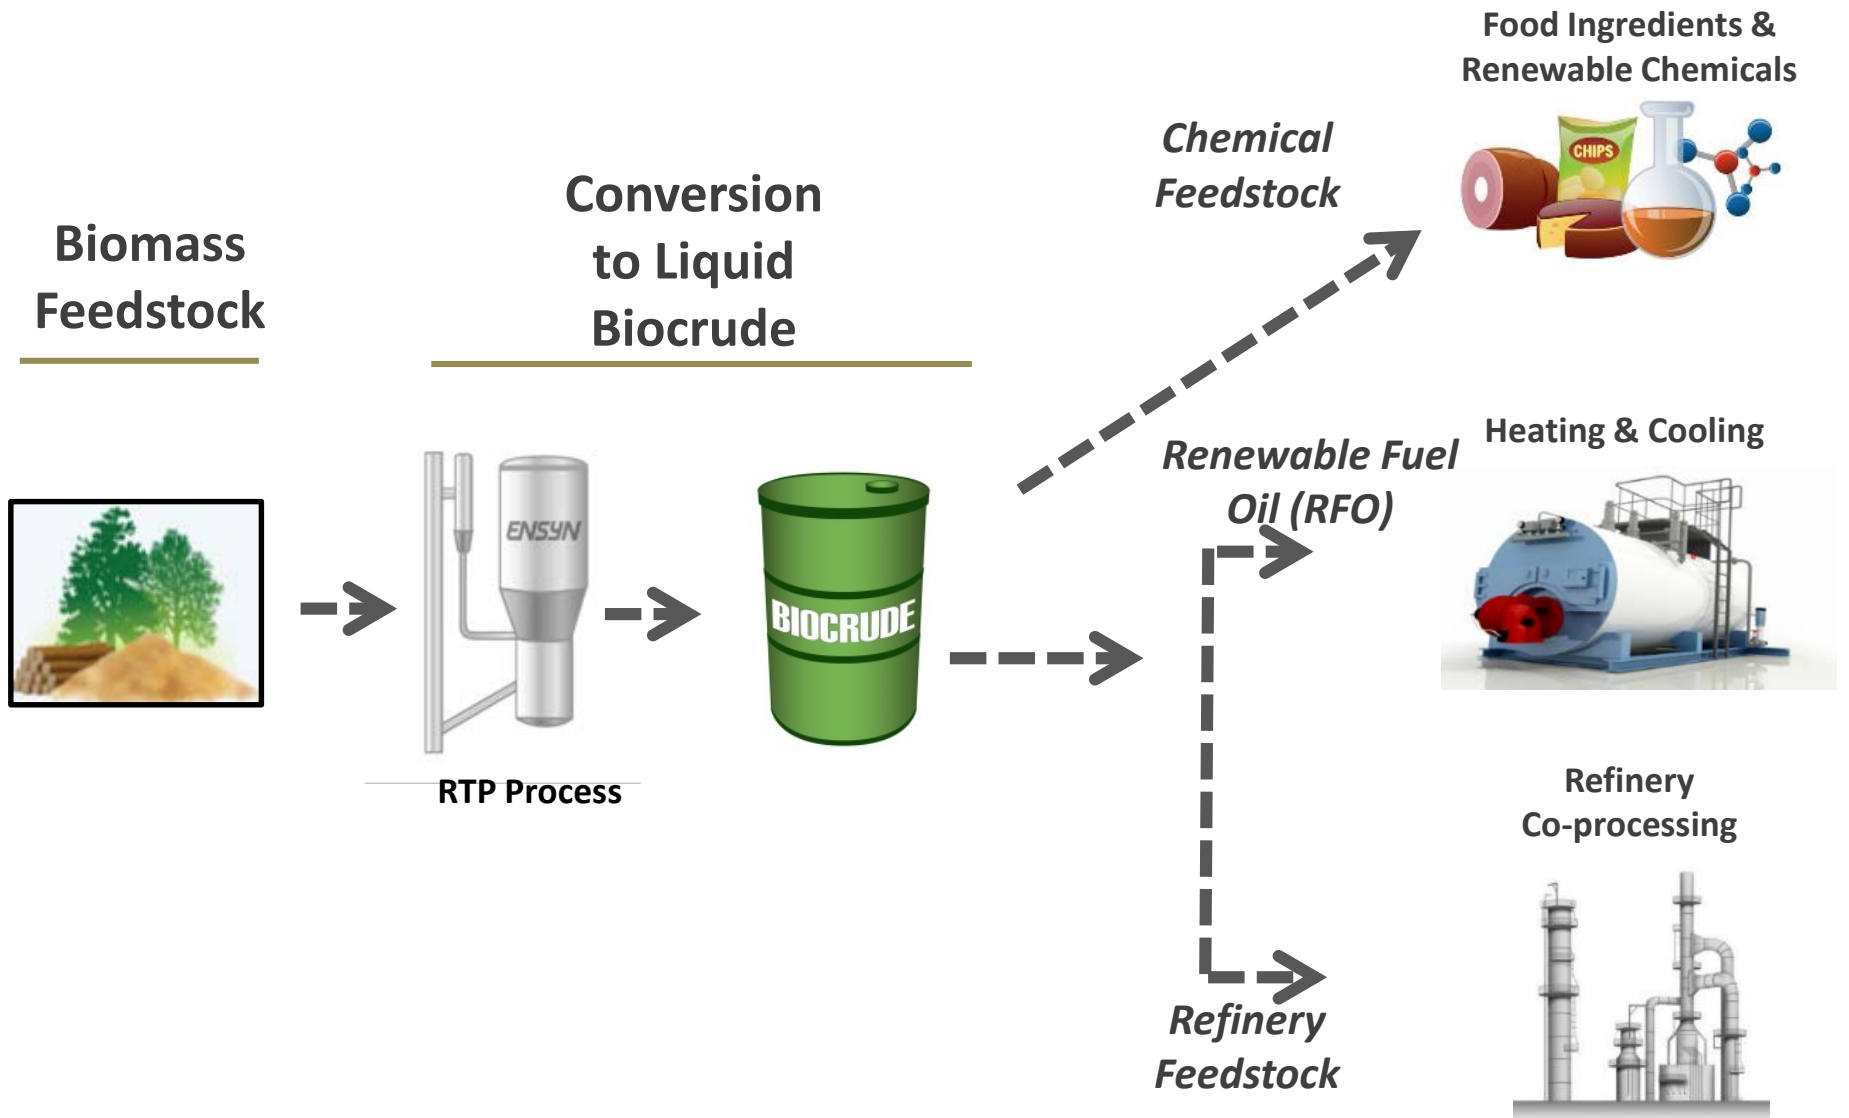 Food Ingredients &
Renewable Chemicals
CHIPS
Chemical
Feedstock
Conversion
to Liquid
Biocrude
Biomass
Feedstock
Renewable Fuel
Oil (RFO)
Heating & Cooling
ENSYN
BIOCRUDE
RTP Process
Refinery
Co-processing
Refinery
Feedstock